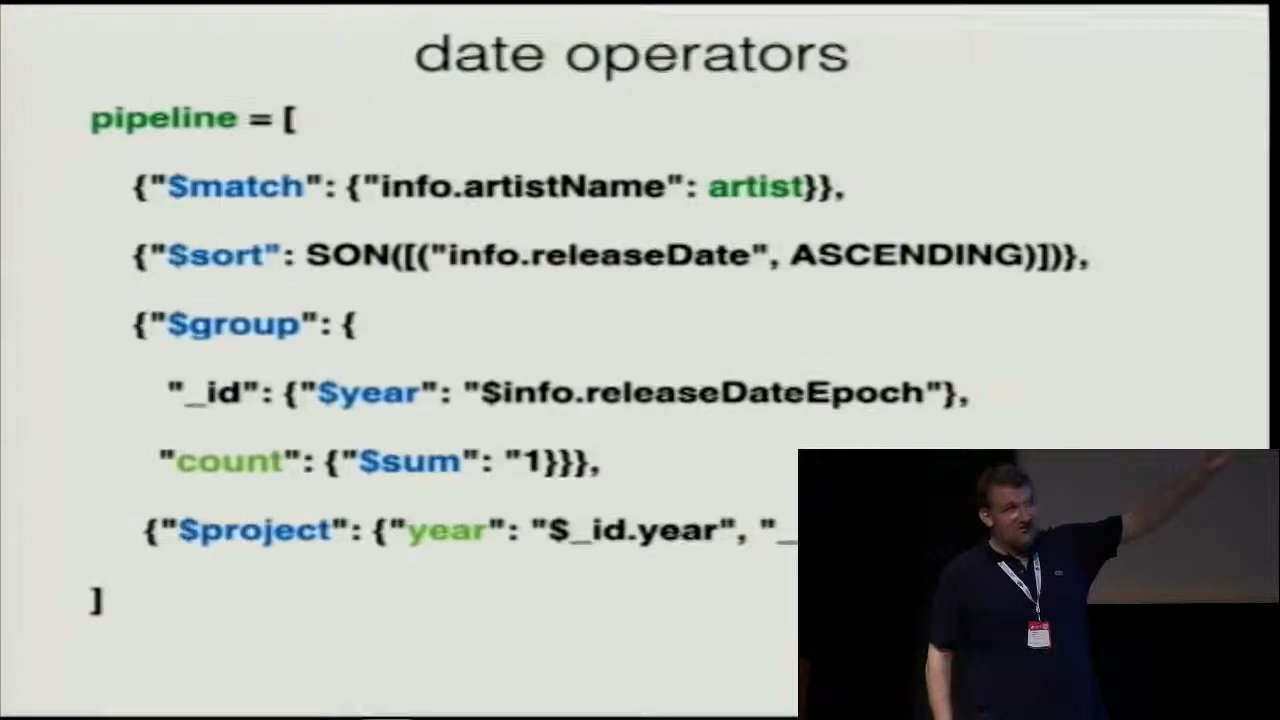 date operators
pipeline = [
{"$match": {"info.artistName": artist}},
{"$sort": SON([("info.releaseDate", ASCENDING)])},
{"$group": {
"_id": {"$year": "$info.releaseDateEpoch"},
"count": {"$sum": "1}}},
{"$project": {"year": "$_id.year", "_
]